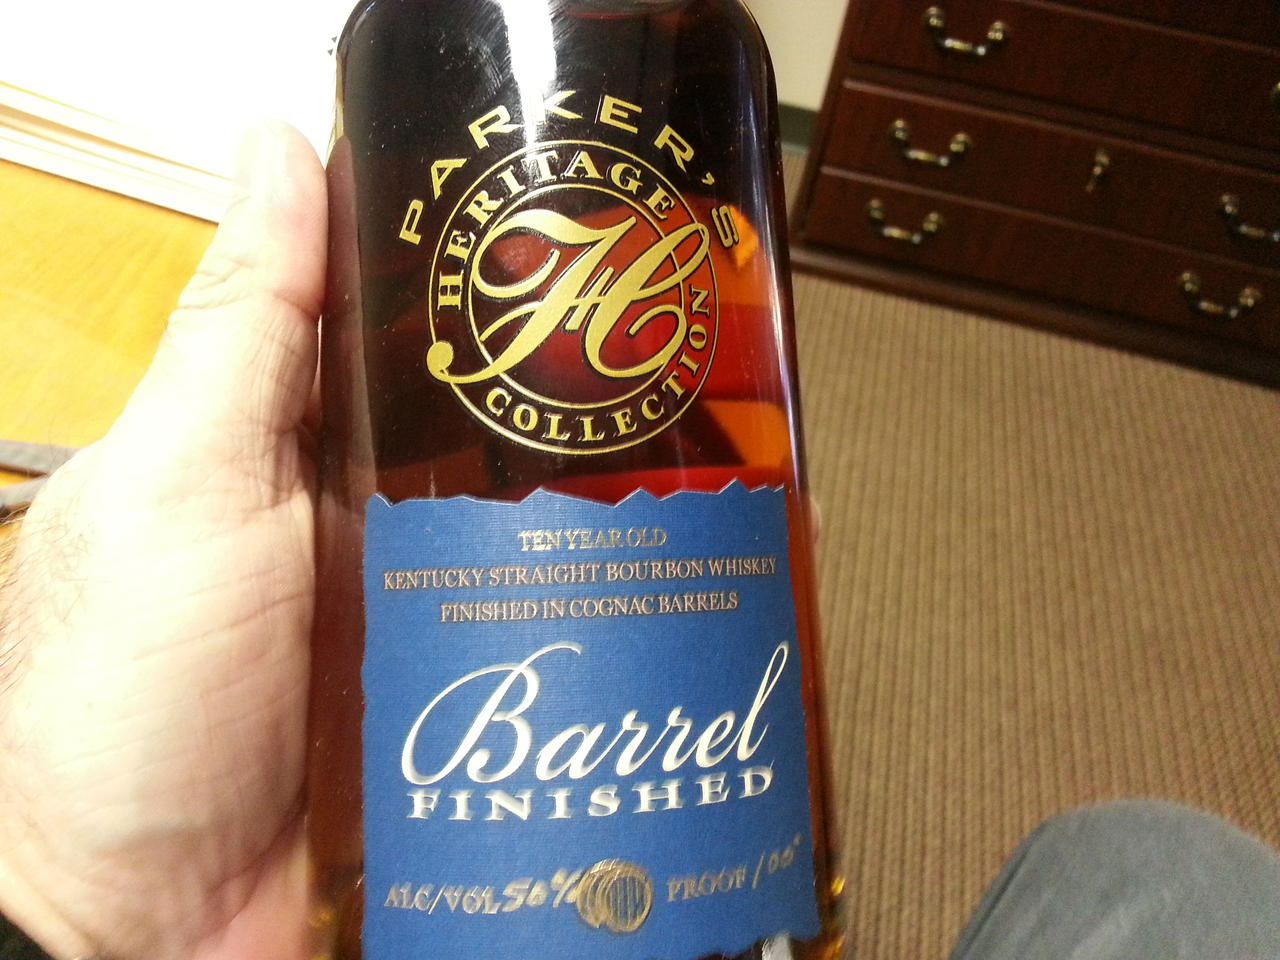 PARKER'S
HERITAGE
H
COLLECTION
TEN YEAR OLD
KENTUCKY STRAIGHT BOURBON WHISKEY
FINISHED IN COGNAC BARRELS
Barrel
FINISHED
ALC/VOL 50% PROOF 100°